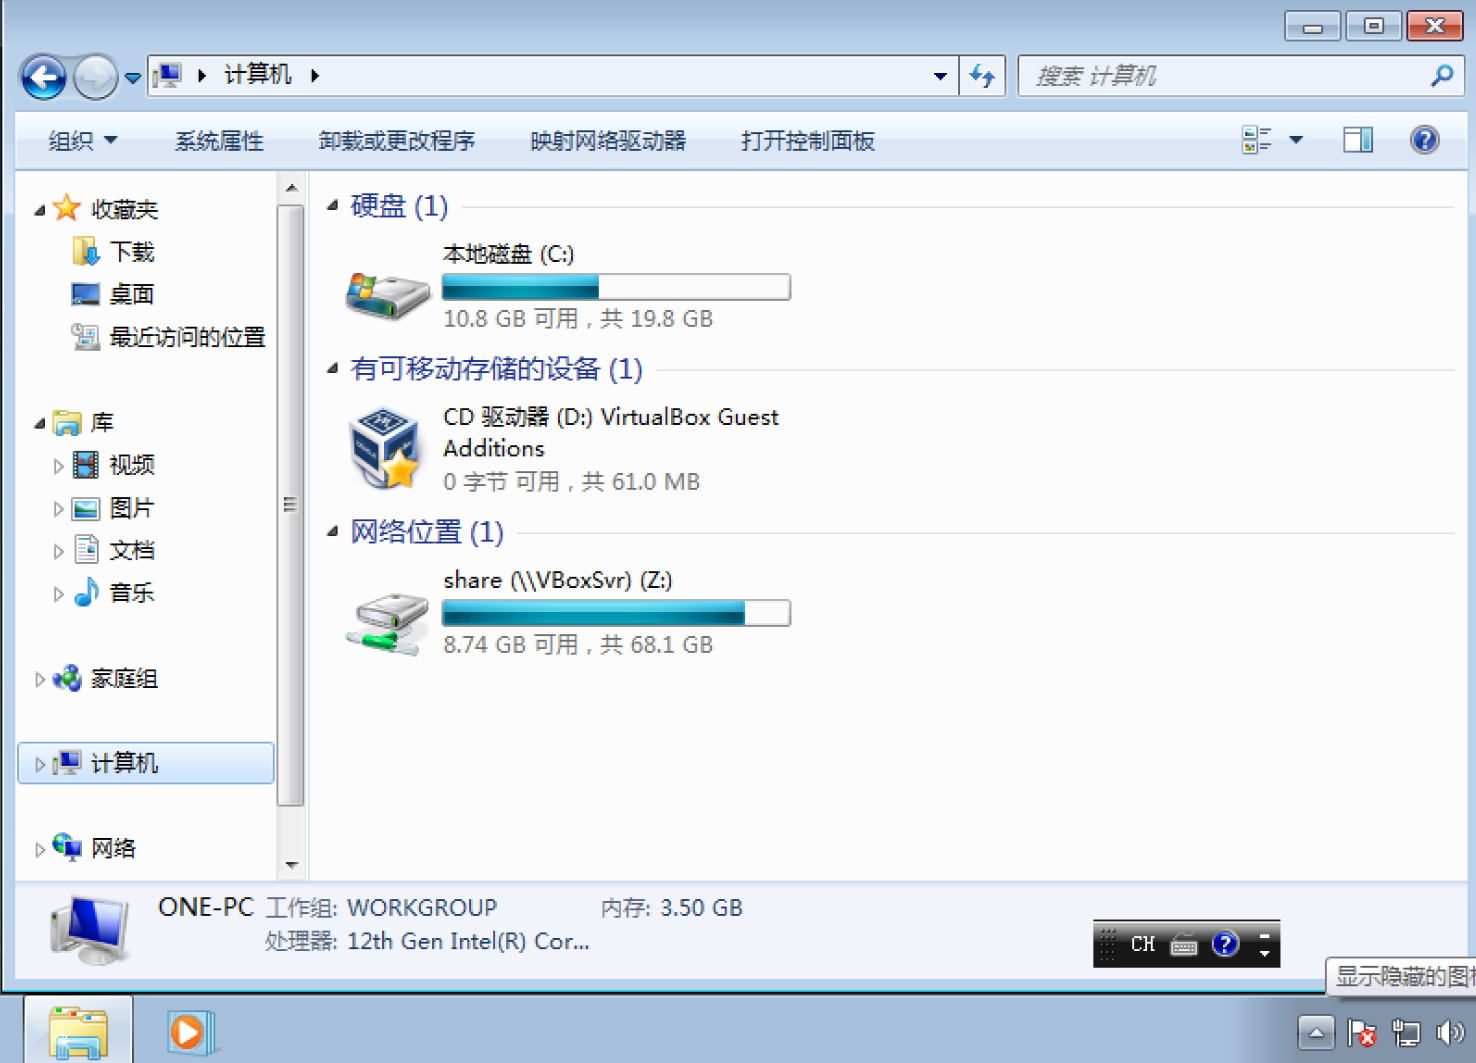 计算机
搜索 计算机
组织
系统属性
卸载或更改程序
映射网络驱动器
打开控制面板
收藏夹
下载
桌面
最近访问的位置
库
视频
图片
文档
音乐
家庭组
计算机
网络
硬盘 (1)
本地磁盘 (C:)
10.8 GB 可用 , 共 19.8 GB
有可移动存储的设备 (1)
CD 驱动器 (D:) VirtualBox Guest
Additions
0 字节 可用 , 共 61.0 MB
网络位置 (1)
share (\\VBoxSvr) (Z:)
8.74 GB 可用 , 共 68.1 GB
ONE-PC 工作组: WORKGROUP 内存: 3.50 GB
处理器: 12th Gen Intel(R) Cor...
CH
显示隐藏的图